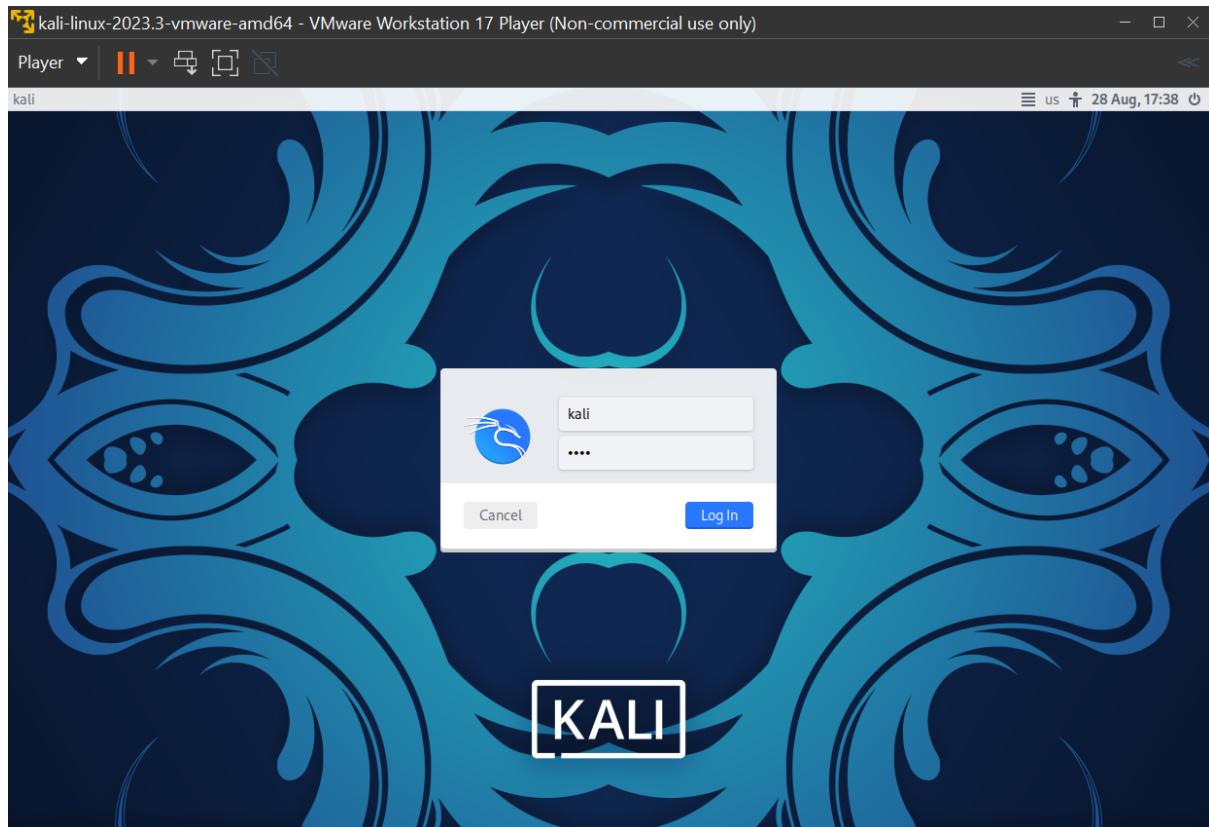 kali-linux-2023.3-vmware-amd64 - VMware Workstation 17 Player (Non-commercial use only)
Player
kali us 28 Aug, 17:38
kali
••••
Cancel Log In
KALI